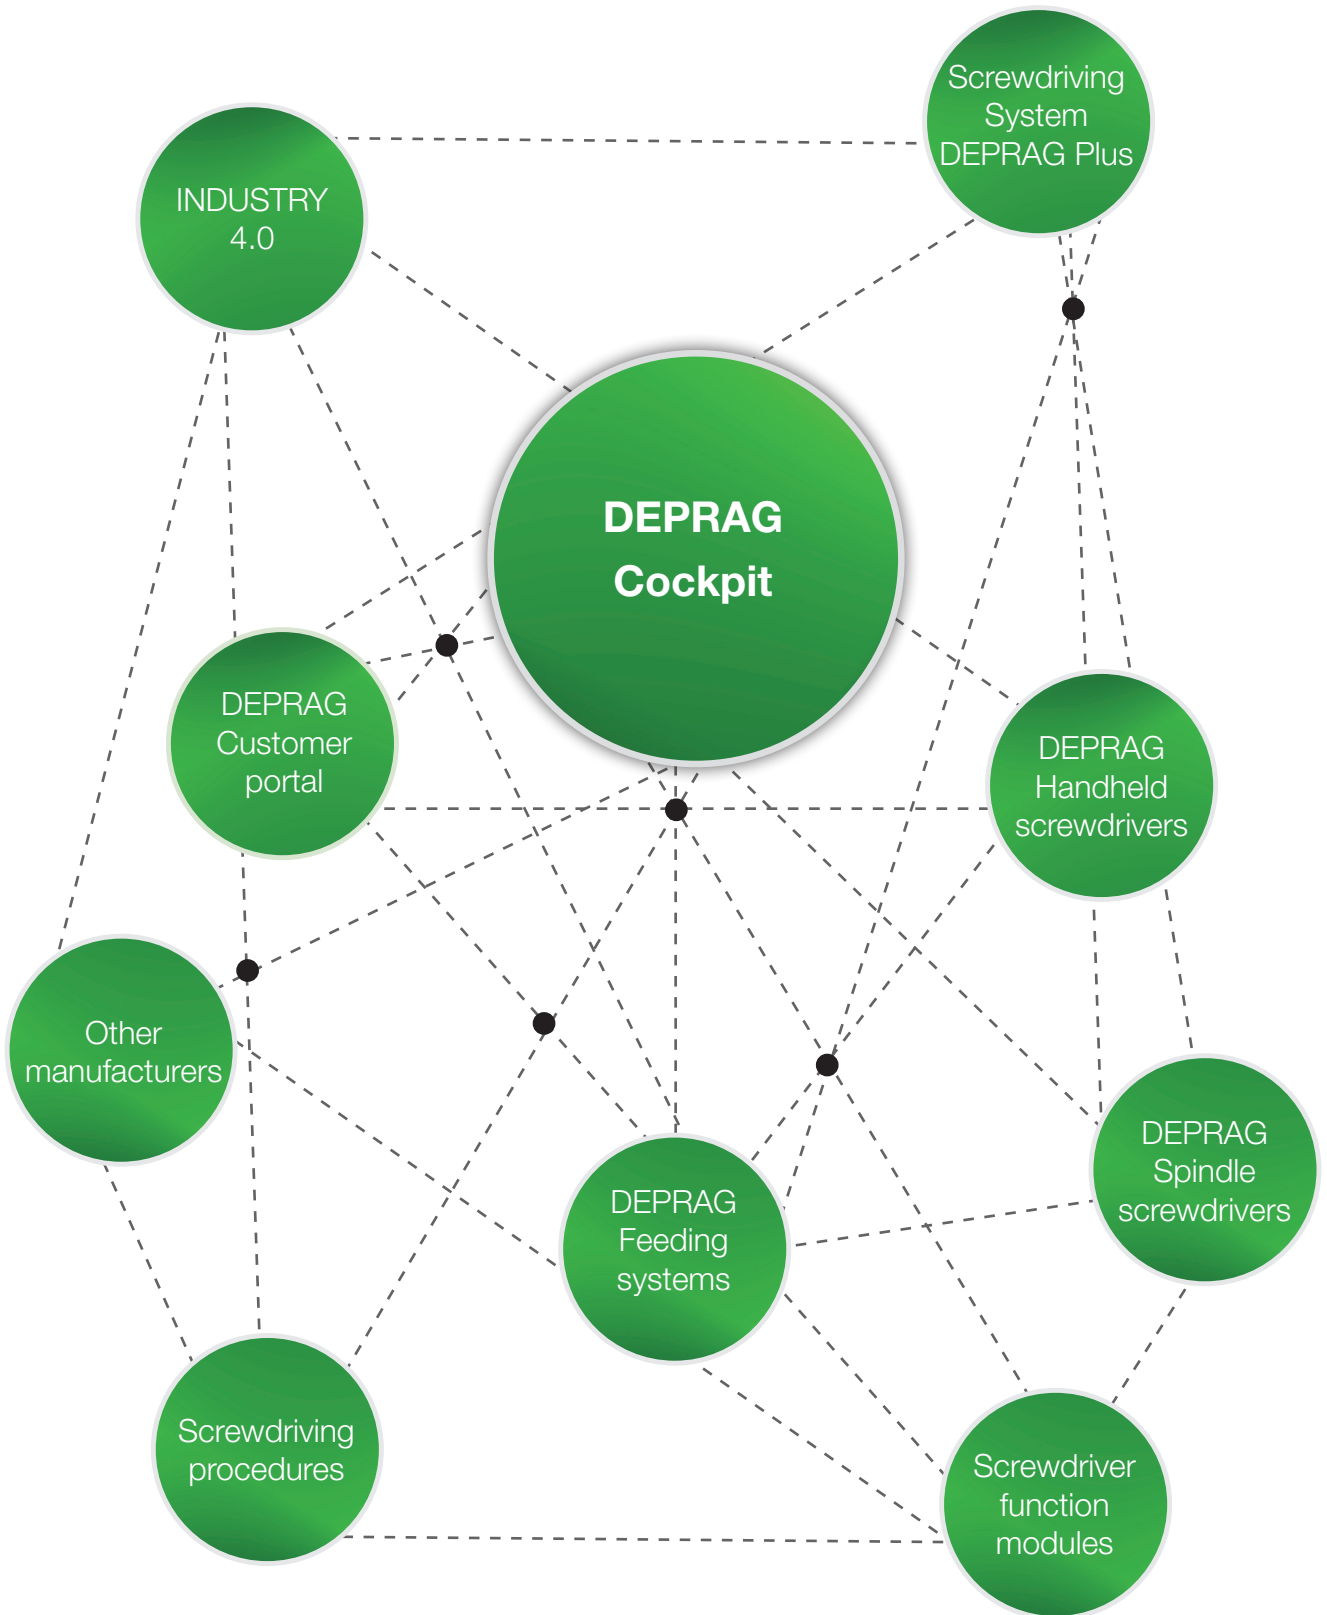 Screwdriving
System
DEPRAG Plus
INDUSTRY
4.0
DEPRAG
Cockpit
DEPRAG
Customer
portal
DEPRAG
Handheld
screwdrivers
Other
manufacturers
DEPRAG
Spindle
screwdrivers
DEPRAG
Feeding
systems
Screwdriving
procedures
Screwdriver
function
modules